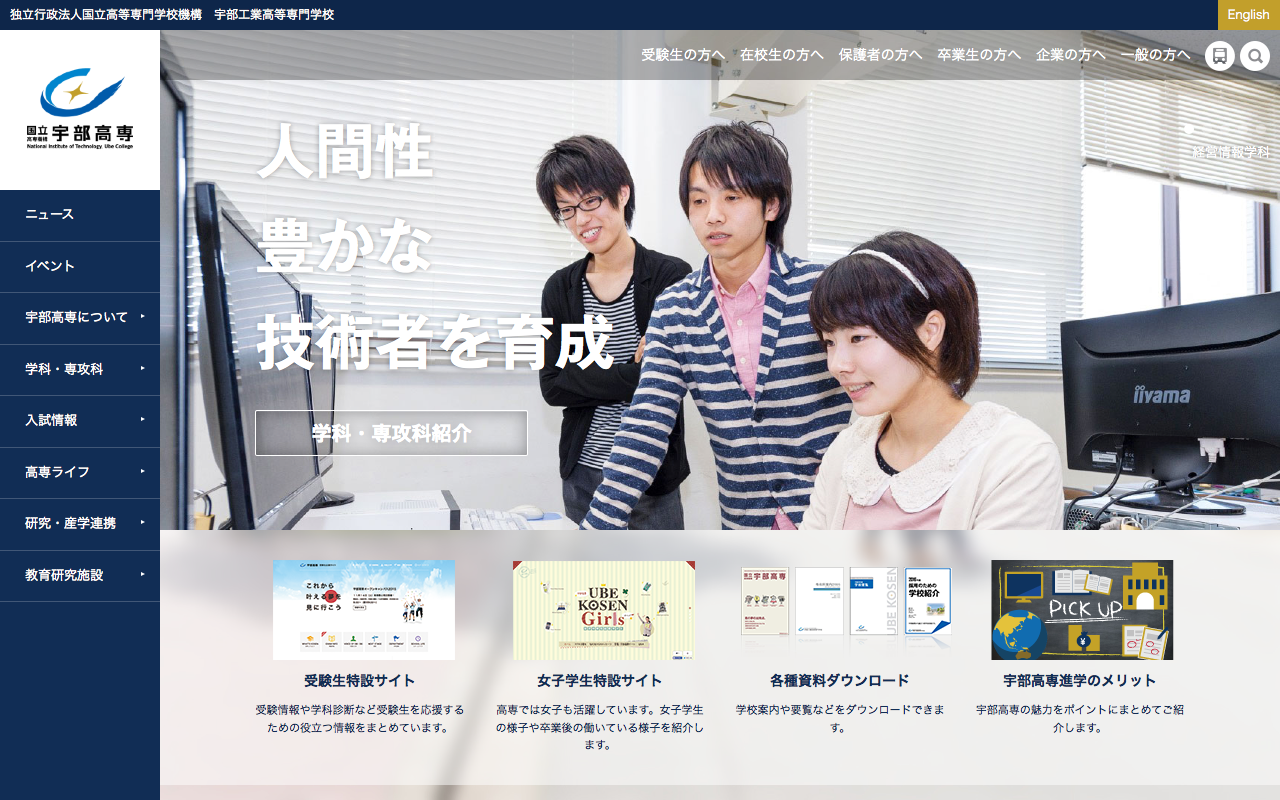 独立行政法人国立高等専門学校機構　宇部工業高等専門学校
English
国立
高専機構
宇部高専
National Institute of Technology, Ube College
受験生の方へ 在校生の方へ 保護者の方へ 卒業生の方へ 企業の方へ 一般の方へ
経営情報学科
ニュース
イベント
宇部高専について
学科・専攻科
入試情報
高専ライフ
研究・産学連携
教育研究施設
人間性
豊かな
技術者を育成
学科・専攻科紹介
iiyama
これから
叶える夢を
見に行こう
UBE
KOSEN
Girls
宇部高専
UBE KOSEN
学校紹介
PICK UP
受験生特設サイト
受験情報や学科診断など受験生を応援する
ための役立つ情報をまとめています。
女子学生特設サイト
高専では女子も活躍しています。女子学生
の様子や卒業後の働いている様子を紹介し
ます。
各種資料ダウンロード
学校案内や要覧などをダウンロードできま
す。
宇部高専進学のメリット
宇部高専の魅力をポイントにまとめてご紹
介します。